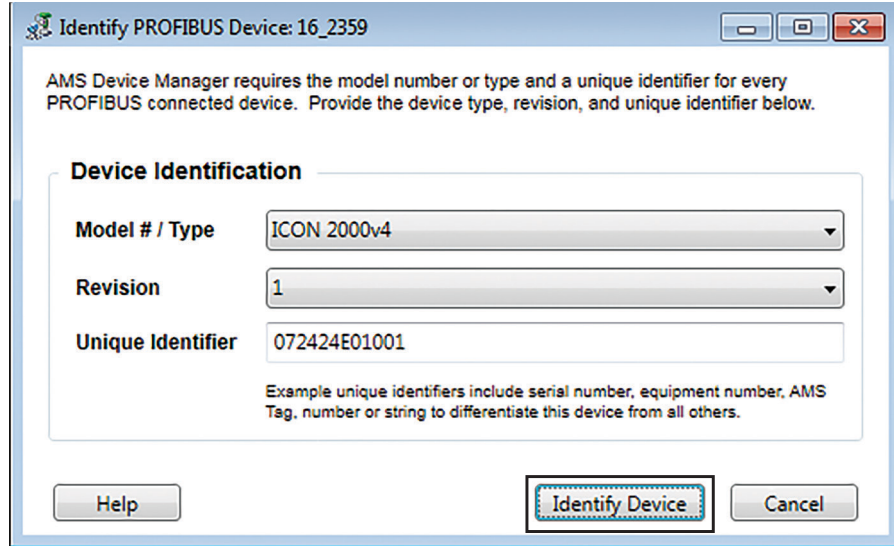 Identify PROFIBUS Device: 16_2359
AMS Device Manager requires the model number or type and a unique identifier for every
PROFIBUS connected device. Provide the device type, revision, and unique identifier below.
Device Identification
Model # / Type
ICON 2000v4
Revision
1
Unique Identifier
072424E01001
Example unique identifiers include serial number, equipment number, AMS
Tag, number or string to differentiate this device from all others.
Help
Identify Device
Cancel